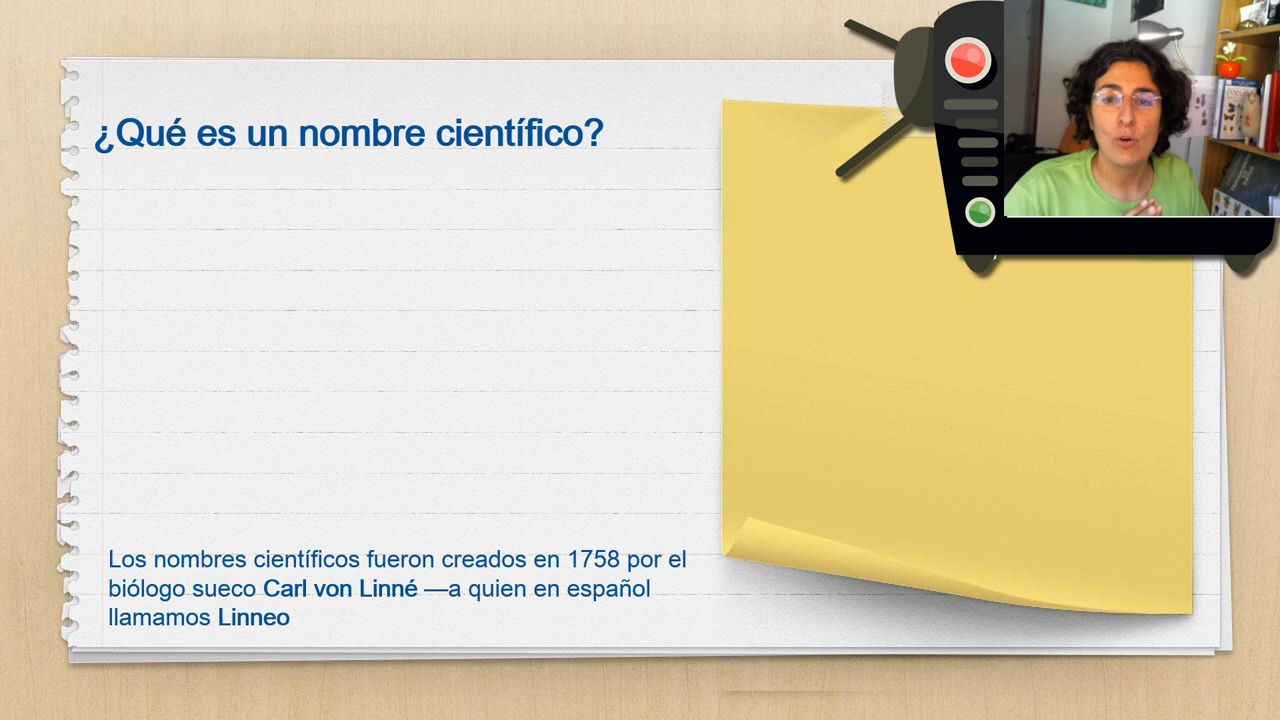 ¿Qué es un nombre científico?
Los nombres científicos fueron creados en 1758 por el
biólogo sueco Carl von Linné —a quien en español
llamamos Linneo